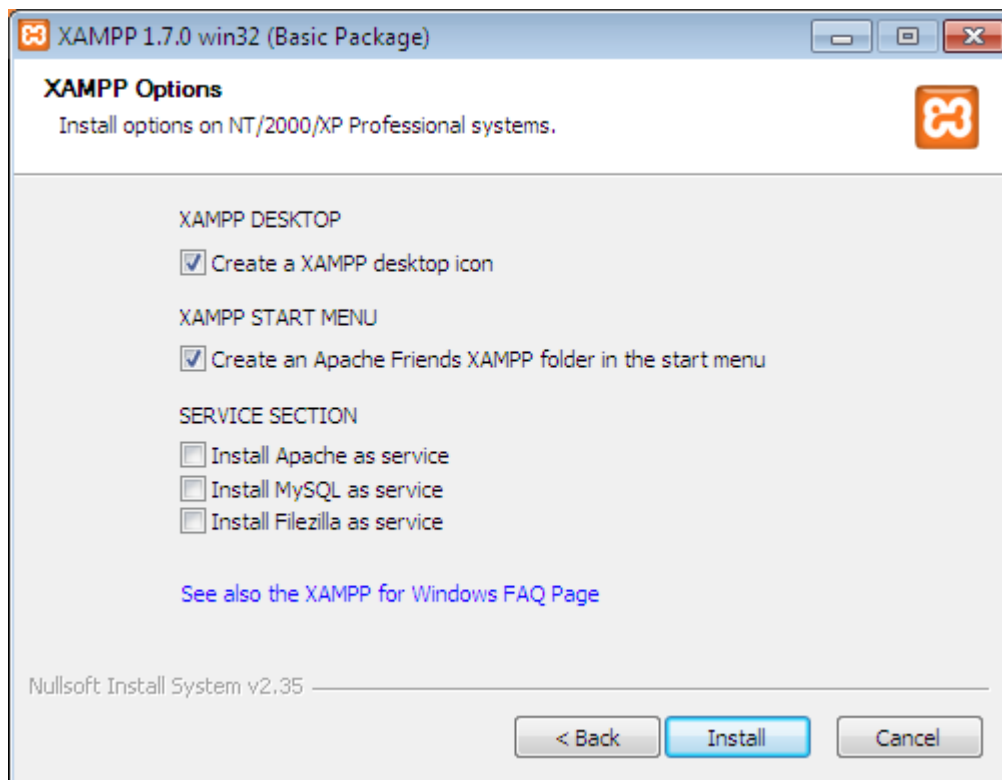 XAMPP 1.7.0 win32 (Basic Package)
XAMPP Options
Install options on NT/2000/XP Professional systems.
XAMPP DESKTOP
Create a XAMPP desktop icon
XAMPP START MENU
Create an Apache Friends XAMPP folder in the start menu
SERVICE SECTION
Install Apache as service
Install MySQL as service
Install Filezilla as service
See also the XAMPP for Windows FAQ Page
Nullsoft Install System v2.35
< Back Install Cancel